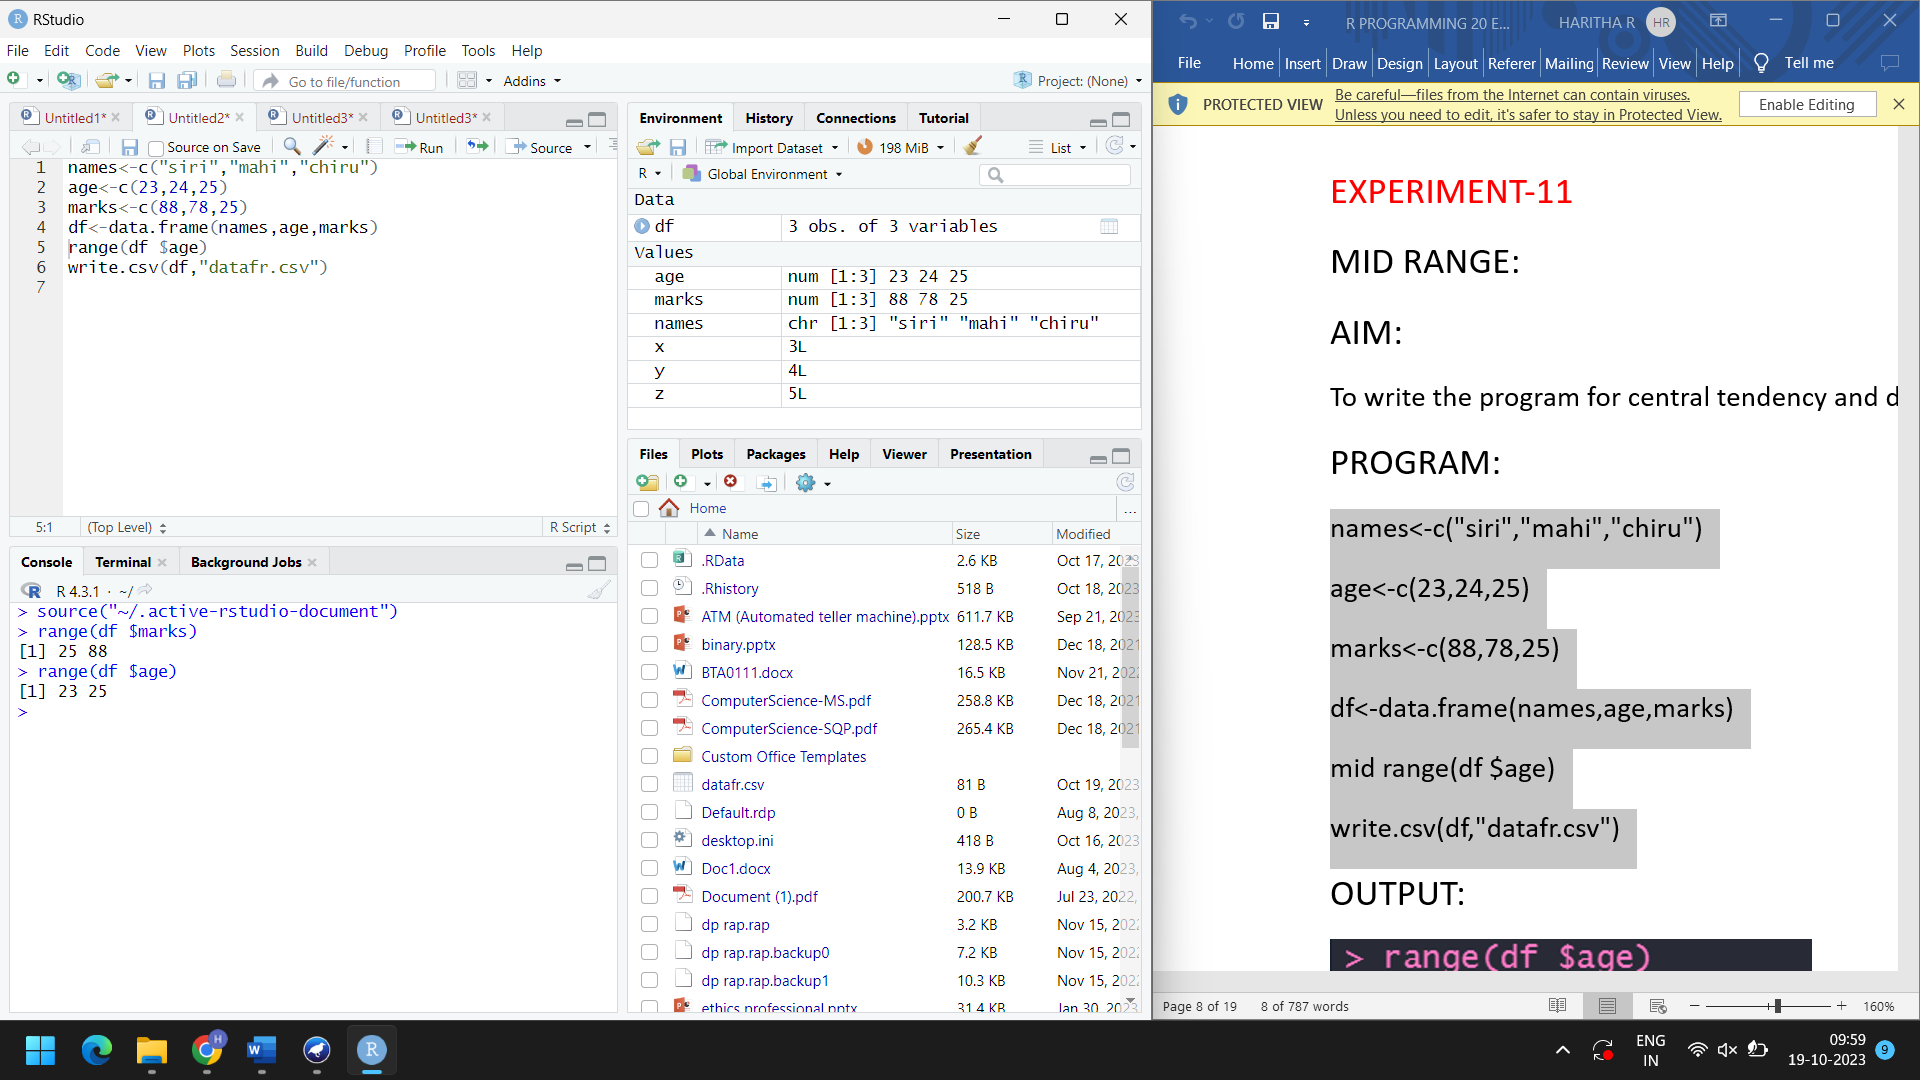 RStudio
File Edit Code View Plots Session Build Debug Profile Tools Help
Go to file/function Addins Project: (None)
Untitled1* Untitled2* Untitled3* Untitled3*
Source on Save Run Source
1 names<-c("siri","mahi","chiru")
2 age<-c(23,24,25)
3 marks<-c(88,78,25)
4 df<-data.frame(names,age,marks)
5 range(df $age)
6 write.csv(df,"datafr.csv")
7
5:1 (Top Level) R Script
Console Terminal Background Jobs
R 4.3.1 · ~/
> source("~/.active-rstudio-document")
> range(df $marks)
[1] 25 88
> range(df $age)
[1] 23 25
>
Environment History Connections Tutorial
Import Dataset 198 MiB List
R Global Environment
Data
df 3 obs. of 3 variables
Values
age num [1:3] 23 24 25
marks num [1:3] 88 78 25
names chr [1:3] "siri" "mahi" "chiru"
x 3L
y 4L
z 5L
Files Plots Packages Help Viewer Presentation
Home ...
Name Size Modified
.RData 2.6 KB Oct 17, 2023
.Rhistory 518 B Oct 18, 2023
ATM (Automated teller machine).pptx 611.7 KB Sep 21, 2023
binary.pptx 128.5 KB Dec 18, 2021
BTA0111.docx 16.5 KB Nov 21, 2022
ComputerScience-MS.pdf 258.8 KB Dec 18, 2021
ComputerScience-SQP.pdf 265.4 KB Dec 18, 2021
Custom Office Templates
datafr.csv 81 B Oct 19, 2023
Default.rdp 0 B Aug 8, 2023,
desktop.ini 418 B Oct 16, 2023
Doc1.docx 13.9 KB Aug 4, 2023,
Document (1).pdf 200.7 KB Jul 23, 2022,
dp rap.rap 3.2 KB Nov 15, 2022
dp rap.rap.backup0 7.2 KB Nov 15, 2022
dp rap.rap.backup1 10.3 KB Nov 15, 2022
ethics professional.pptx 31.4 KB Jan 30, 2023
R PROGRAMMING 20 E... HARITHA R HR
File Home Insert Draw Design Layout Referer Mailing Review View Help Tell me
PROTECTED VIEW Be careful—files from the Internet can contain viruses.
Unless you need to edit, it's safer to stay in Protected View. Enable Editing
EXPERIMENT-11
MID RANGE:
AIM:
To write the program for central tendency and d
PROGRAM:
names<-c("siri","mahi","chiru")
age<-c(23,24,25)
marks<-c(88,78,25)
df<-data.frame(names,age,marks)
mid range(df $age)
write.csv(df,"datafr.csv")
OUTPUT:
> range(df $age)
Page 8 of 19 8 of 787 words 160%
ENG
IN
09:59
19-10-2023
9